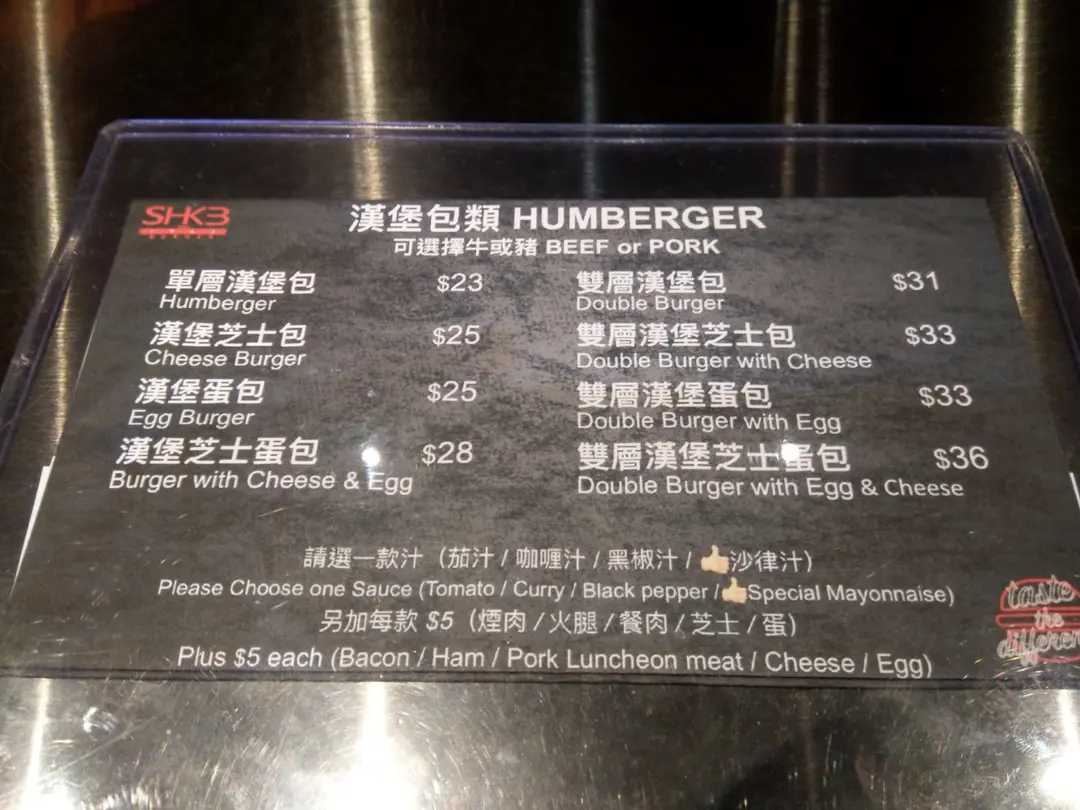 SHKB
BURGER
漢堡包類 HUMBERGER
可選擇牛或豬 BEEF or PORK
單層漢堡包 $23
Humberger
漢堡芝士包 $25
Cheese Burger
漢堡蛋包 $25
Egg Burger
漢堡芝士蛋包 $28
Burger with Cheese & Egg
雙層漢堡包 $31
Double Burger
雙層漢堡芝士包 $33
Double Burger with Cheese
雙層漢堡蛋包 $33
Double Burger with Egg
雙層漢堡芝士蛋包 $36
Double Burger with Egg & Cheese
請選一款汁（茄汁 / 咖喱汁 / 黑椒汁 / 👍沙律汁）
Please Choose one Sauce (Tomato / Curry / Black pepper /👍Special Mayonnaise)
另加每款 $5（煙肉 / 火腿 / 餐肉 / 芝士 / 蛋）
Plus $5 each (Bacon / Ham / Pork Luncheon meat / Cheese / Egg)
taste
the
differen